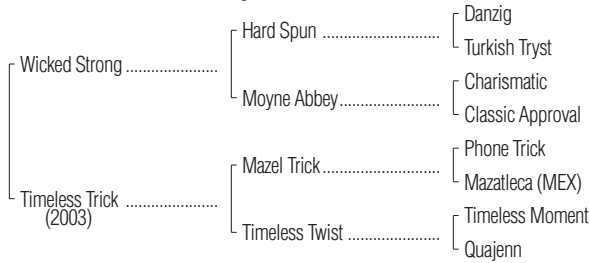 Danzig
Hard Spun ........................
Turkish Tryst
Wicked Strong .....................
Charismatic
Moyne Abbey.......................
Classic Approval
Phone Trick
Mazel Trick ........................
Mazatleca (MEX)
Timeless Trick .....................
(2003)
Timeless Moment
Timeless Twist .....................
Quajenn